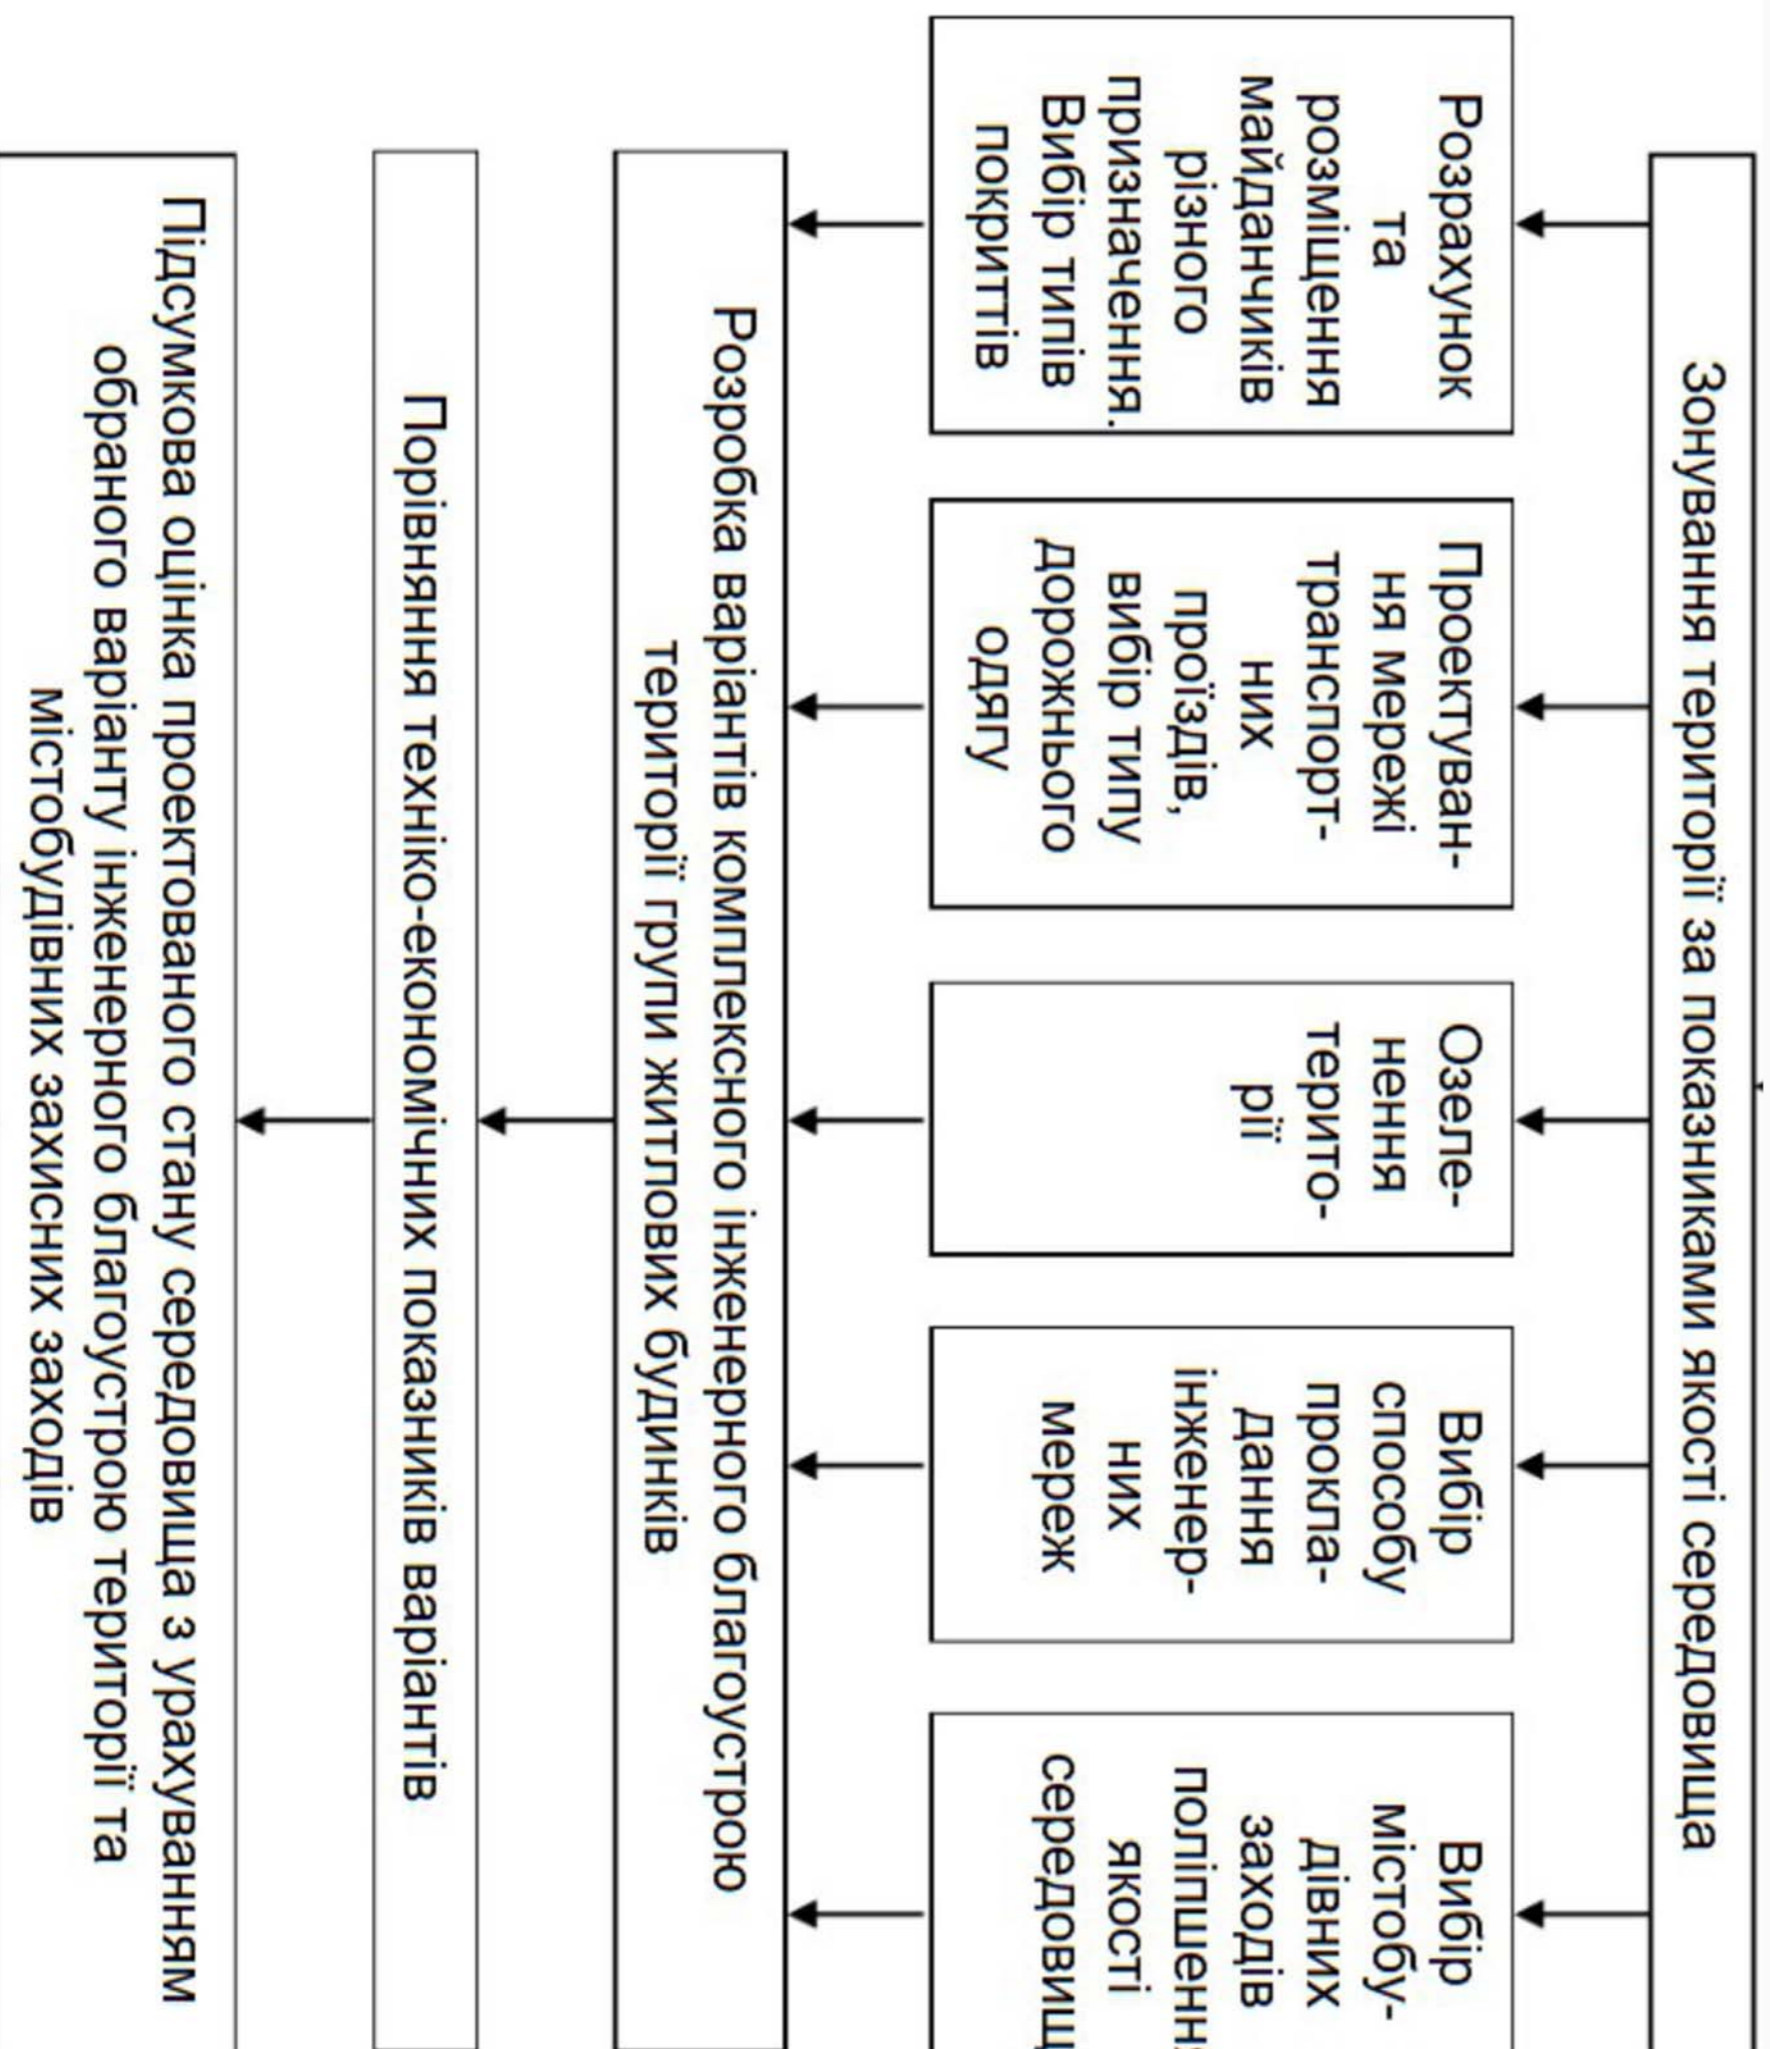 Зонування території за показниками якості середовища
Розрахунок
та
розміщення
майданчиків
різного
призначення.
Вибір типів
покриттів
Проектуван-
ня мережі
транспорт-
них
проїздів,
вибір типу
дорожнього
одягу
Озеле-
нення
терито-
рії
Вибір
способу
прокла-
дання
інженер-
них
мереж
Вибір
містобу-
дівних
заходів
поліпшенн
якості
середовищ
Розробка варіантів комплексного інженерного благоустрою
території групи житлових будинків
Порівняння техніко-економічних показників варіантів
Підсумкова оцінка проектованого стану середовища з урахуванням
обраного варіанту інженерного благоустрою території та
містобудівних захисних заходів